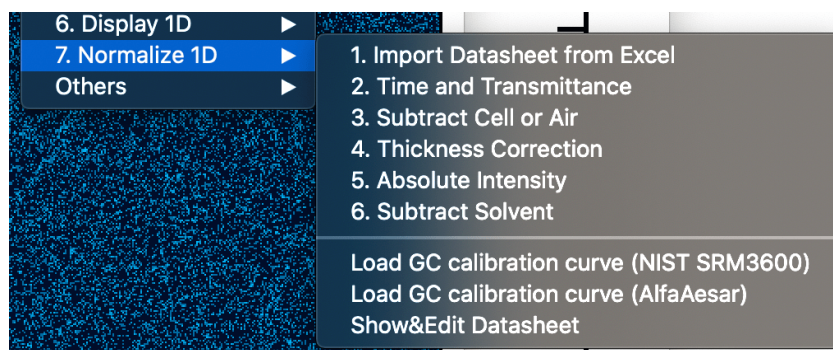 6. Display 1D
7. Normalize 1D
Others
1. Import Datasheet from Excel
2. Time and Transmittance
3. Subtract Cell or Air
4. Thickness Correction
5. Absolute Intensity
6. Subtract Solvent
Load GC calibration curve (NIST SRM3600)
Load GC calibration curve (AlfaAesar)
Show&Edit Datasheet